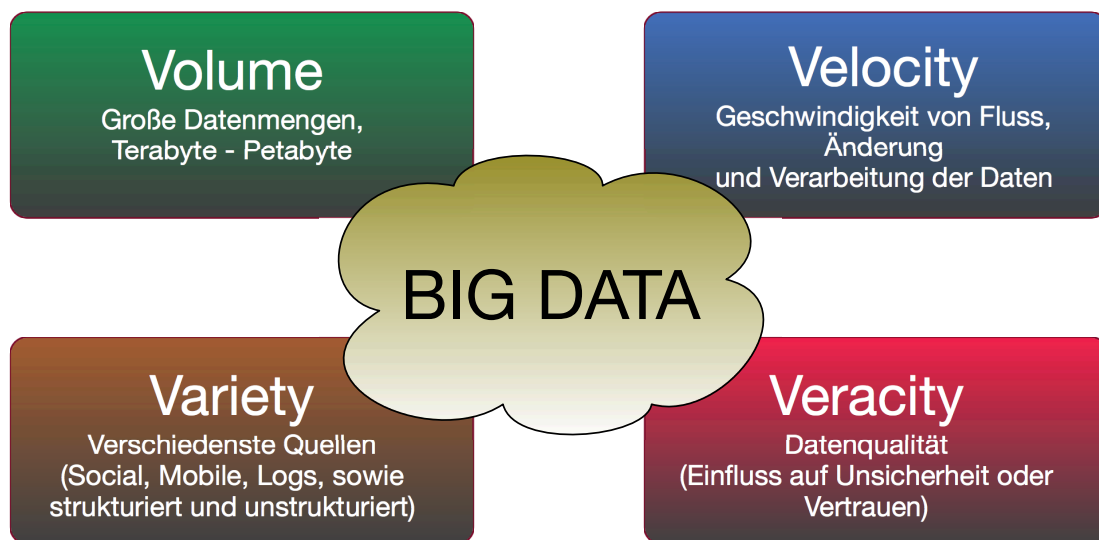 Volume
Große Datenmengen,
Terabyte - Petabyte
Velocity
Geschwindigkeit von Fluss,
Änderung
und Verarbeitung der Daten
BIG DATA
Variety
Verschiedenste Quellen
(Social, Mobile, Logs, sowie
strukturiert und unstrukturiert)
Veracity
Datenqualität
(Einfluss auf Unsicherheit oder
Vertrauen)